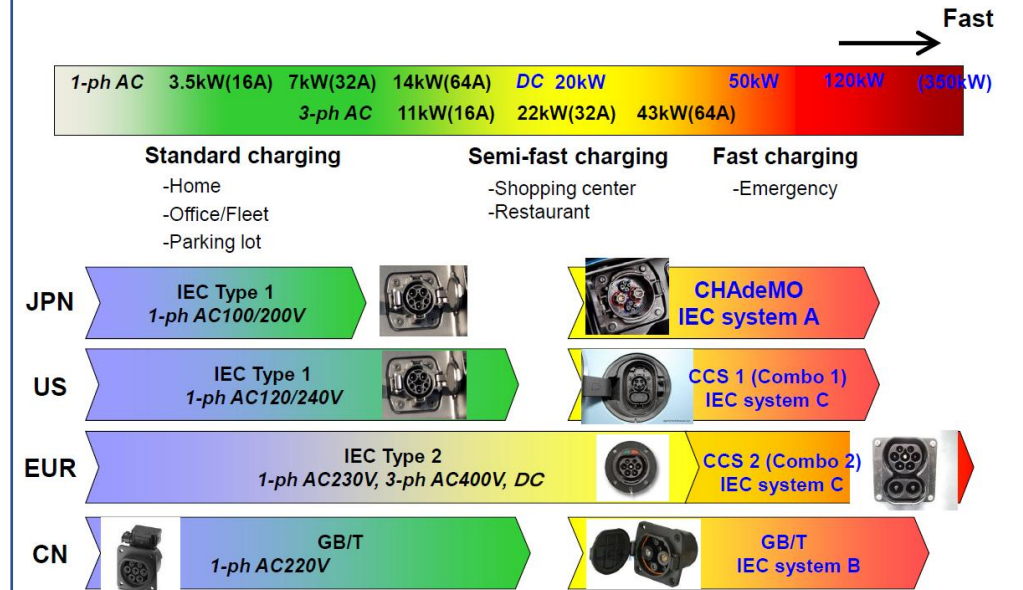 Fast
1-ph AC 3.5kW(16A) 7kW(32A) 14kW(64A) DC 20kW 50kW 120kW (350kW)
3-ph AC 11kW(16A) 22kW(32A) 43kW(64A)
Standard charging
-Home
-Office/Fleet
-Parking lot
Semi-fast charging
-Shopping center
-Restaurant
Fast charging
-Emergency
JPN
IEC Type 1
1-ph AC100/200V
CHAdeMO
IEC system A
US
IEC Type 1
1-ph AC120/240V
CCS 1 (Combo 1)
IEC system C
EUR
IEC Type 2
1-ph AC230V, 3-ph AC400V, DC
CCS 2 (Combo 2)
IEC system C
CN
GB/T
1-ph AC220V
GB/T
IEC system B